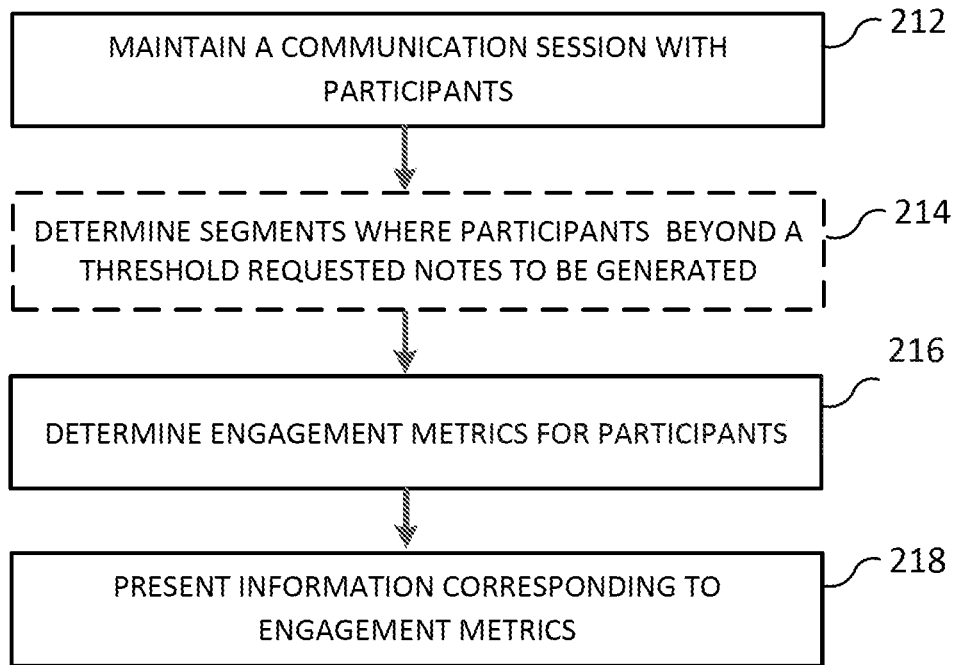 MAINTAIN A COMMUNICATION SESSION WITH
PARTICIPANTS
212
DETERMINE SEGMENTS WHERE PARTICIPANTS BEYOND A
THRESHOLD REQUESTED NOTES TO BE GENERATED
214
DETERMINE ENGAGEMENT METRICS FOR PARTICIPANTS
216
PRESENT INFORMATION CORRESPONDING TO
ENGAGEMENT METRICS
218